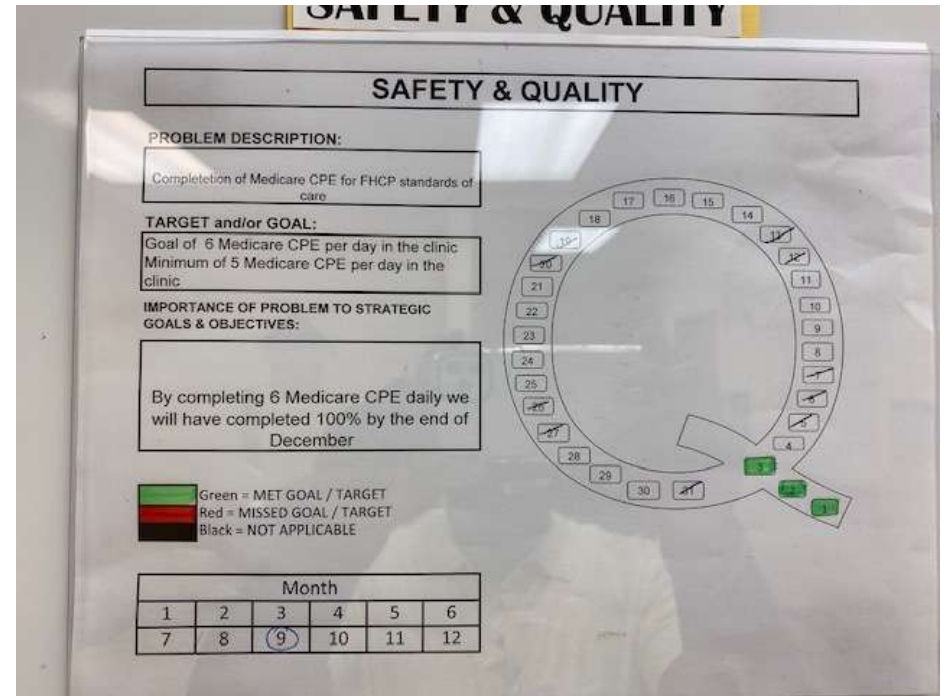 SAFETY & QUALITY
SAFETY & QUALITY
PROBLEM DESCRIPTION:
Completetion of Medicare CPE for FHCP standards of
care
TARGET and/or GOAL:
Goal of 6 Medicare CPE per day in the clinic
Minimum of 5 Medicare CPE per day in the
clinic
IMPORTANCE OF PROBLEM TO STRATEGIC
GOALS & OBJECTIVES:
By completing 6 Medicare CPE daily we
will have completed 100% by the end of
December
Green = MET GOAL / TARGET
Red = MISSED GOAL / TARGET
Black = NOT APPLICABLE
Month
1 2 3 4 5 6
7 8 9 10 11 12
1
2
3
4
5
6
7
8
9
10
11
12
13
14
15
16
17
18
19
20
21
22
23
24
25
26
27
28
29
30
31